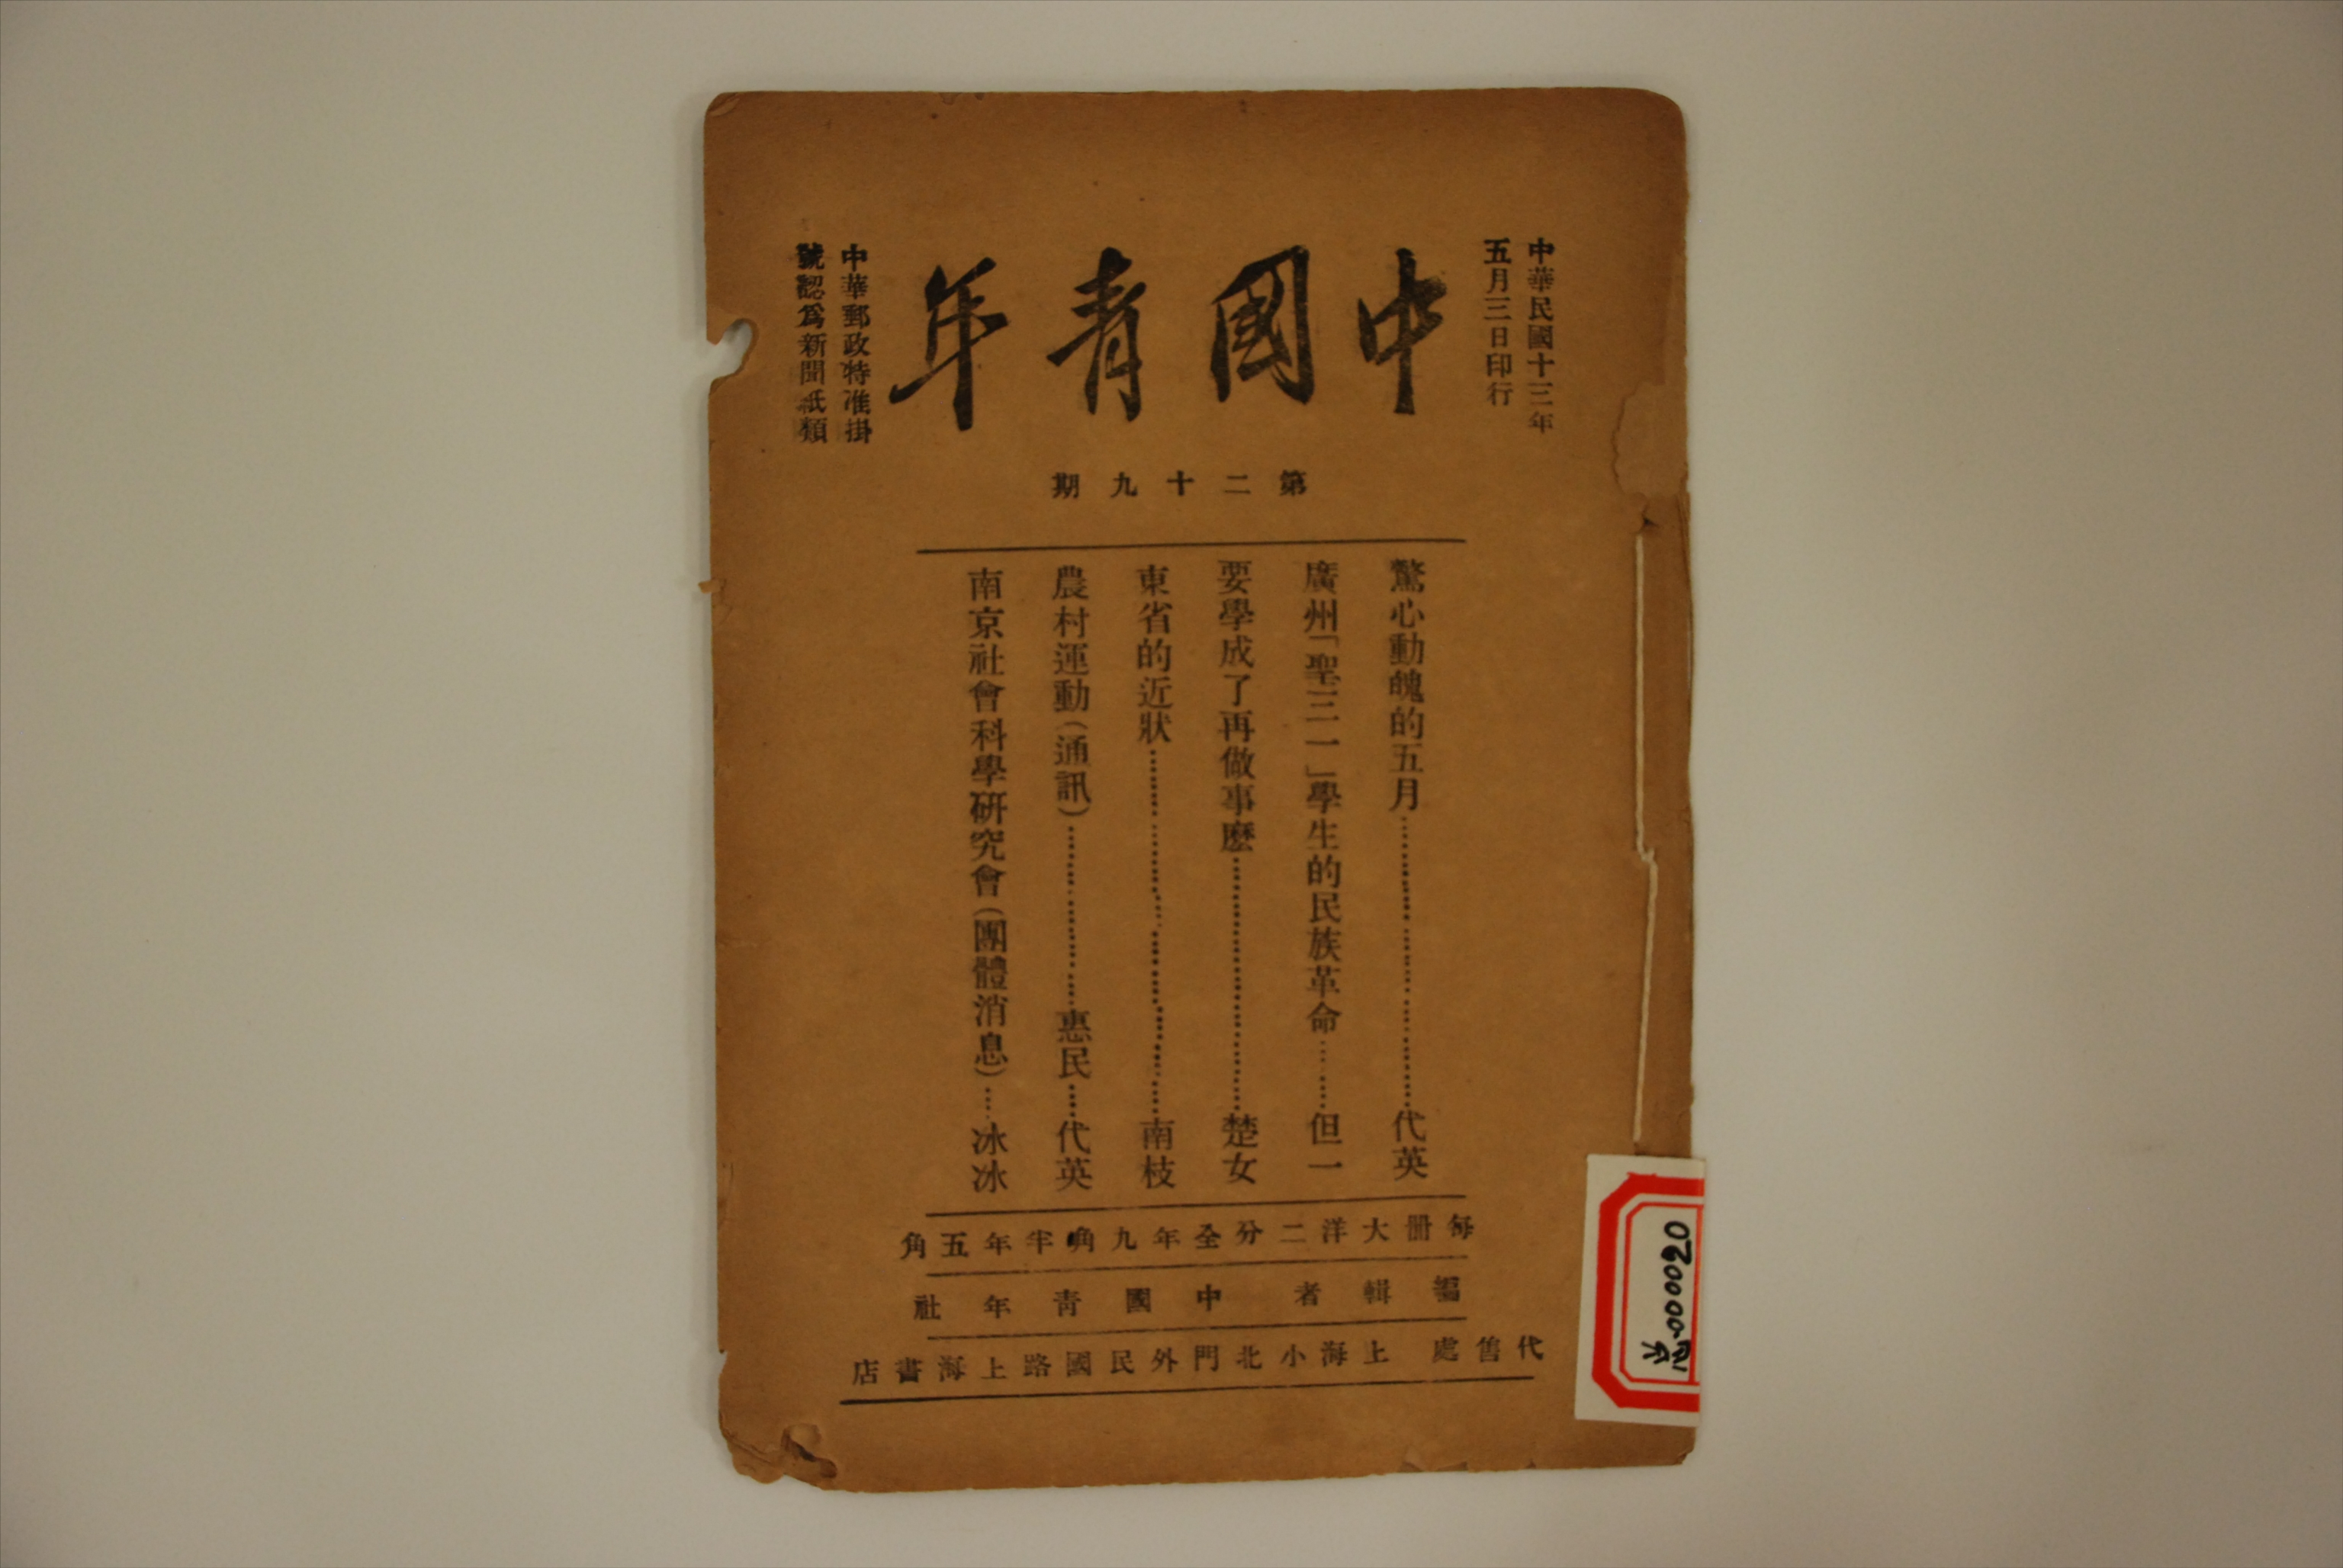 中華民國十三年
五月三日印行
中國青年
中華郵政特准掛
號認爲新聞紙類
第二十九期
驚心動魄的五月………………代英
廣州「聖三一」學生的民族革命……但一
要學成了再做事麽………………楚女
東省的近狀………………南枝
農村運動（通訊）…………惠民……代英
南京社會科學研究會（團體消息）……冰冰
每冊大洋二分全年九角半年五角
編輯者 中國青年社
代售處 上海小北門外民國路上海書店